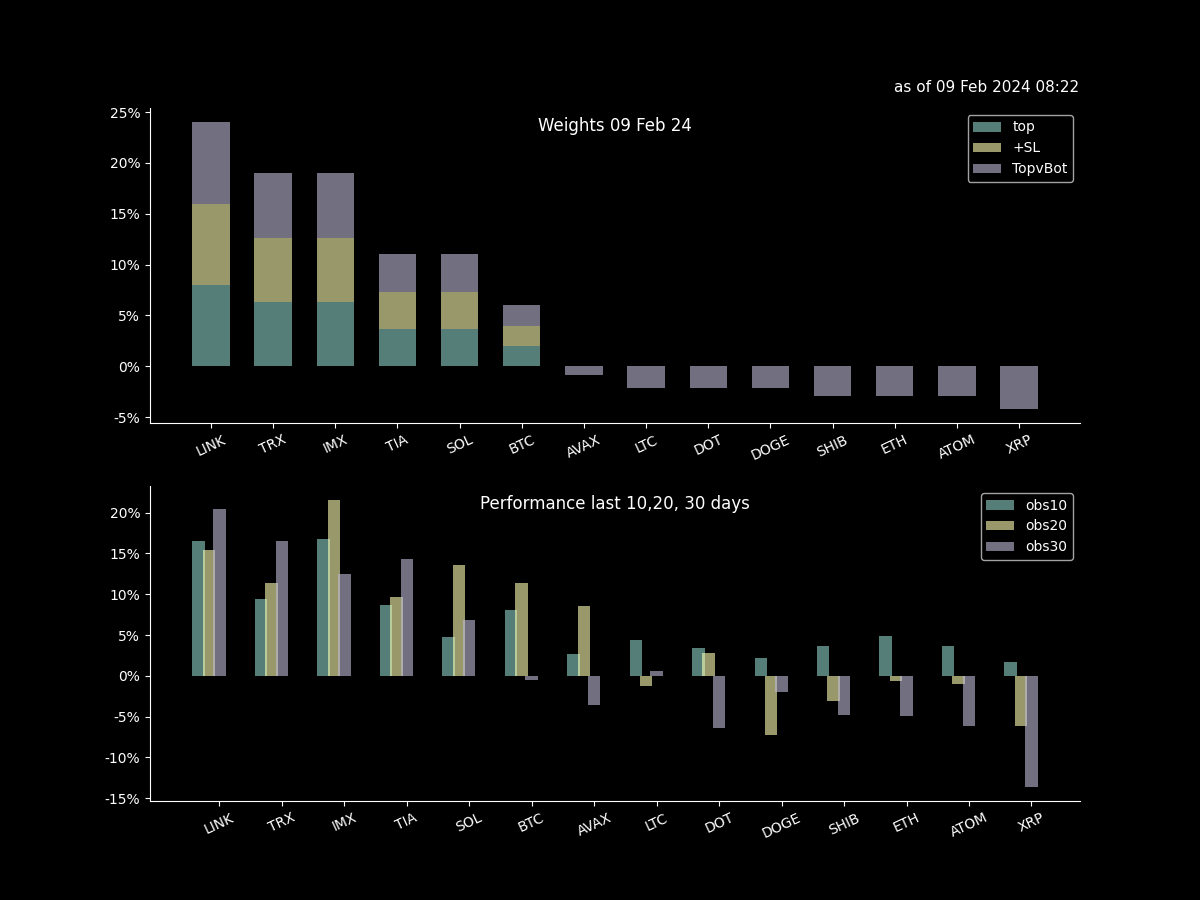 as of 09 Feb 2024 08:22
Weights 09 Feb 24
top
+SL
TopvBot
25%
20%
15%
10%
5%
0%
-5%
LINK TRX IMX TIA SOL BTC AVAX LTC DOT DOGE SHIB ETH ATOM XRP
Performance last 10,20, 30 days
obs10
obs20
obs30
20%
15%
10%
5%
0%
-5%
-10%
-15%
LINK TRX IMX TIA SOL BTC AVAX LTC DOT DOGE SHIB ETH ATOM XRP